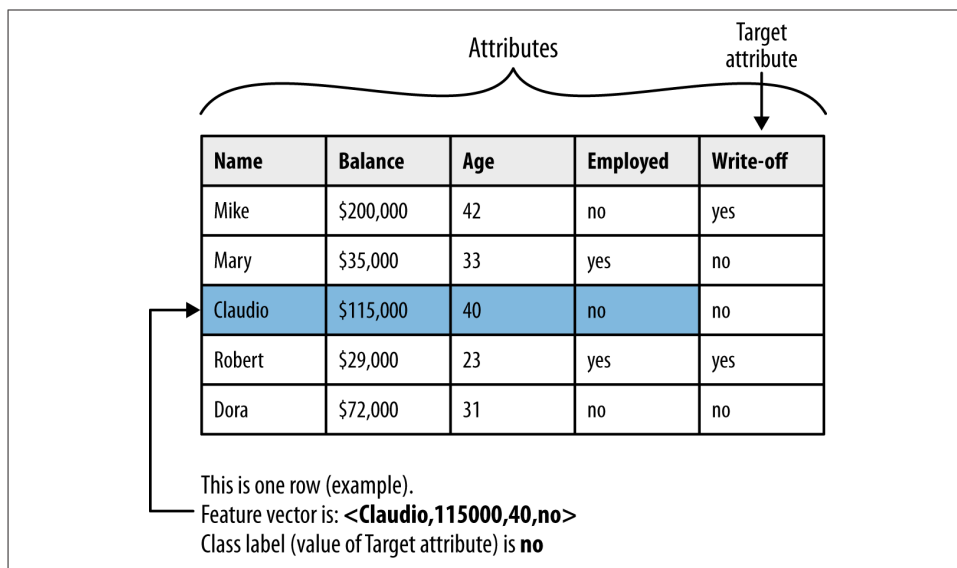 Attributes
Target
attribute
Name Balance Age Employed Write-off
Mike $200,000 42 no yes
Mary $35,000 33 yes no
Claudio $115,000 40 no no
Robert $29,000 23 yes yes
Dora $72,000 31 no no
This is one row (example).
Feature vector is: <Claudio,115000,40,no>
Class label (value of Target attribute) is no